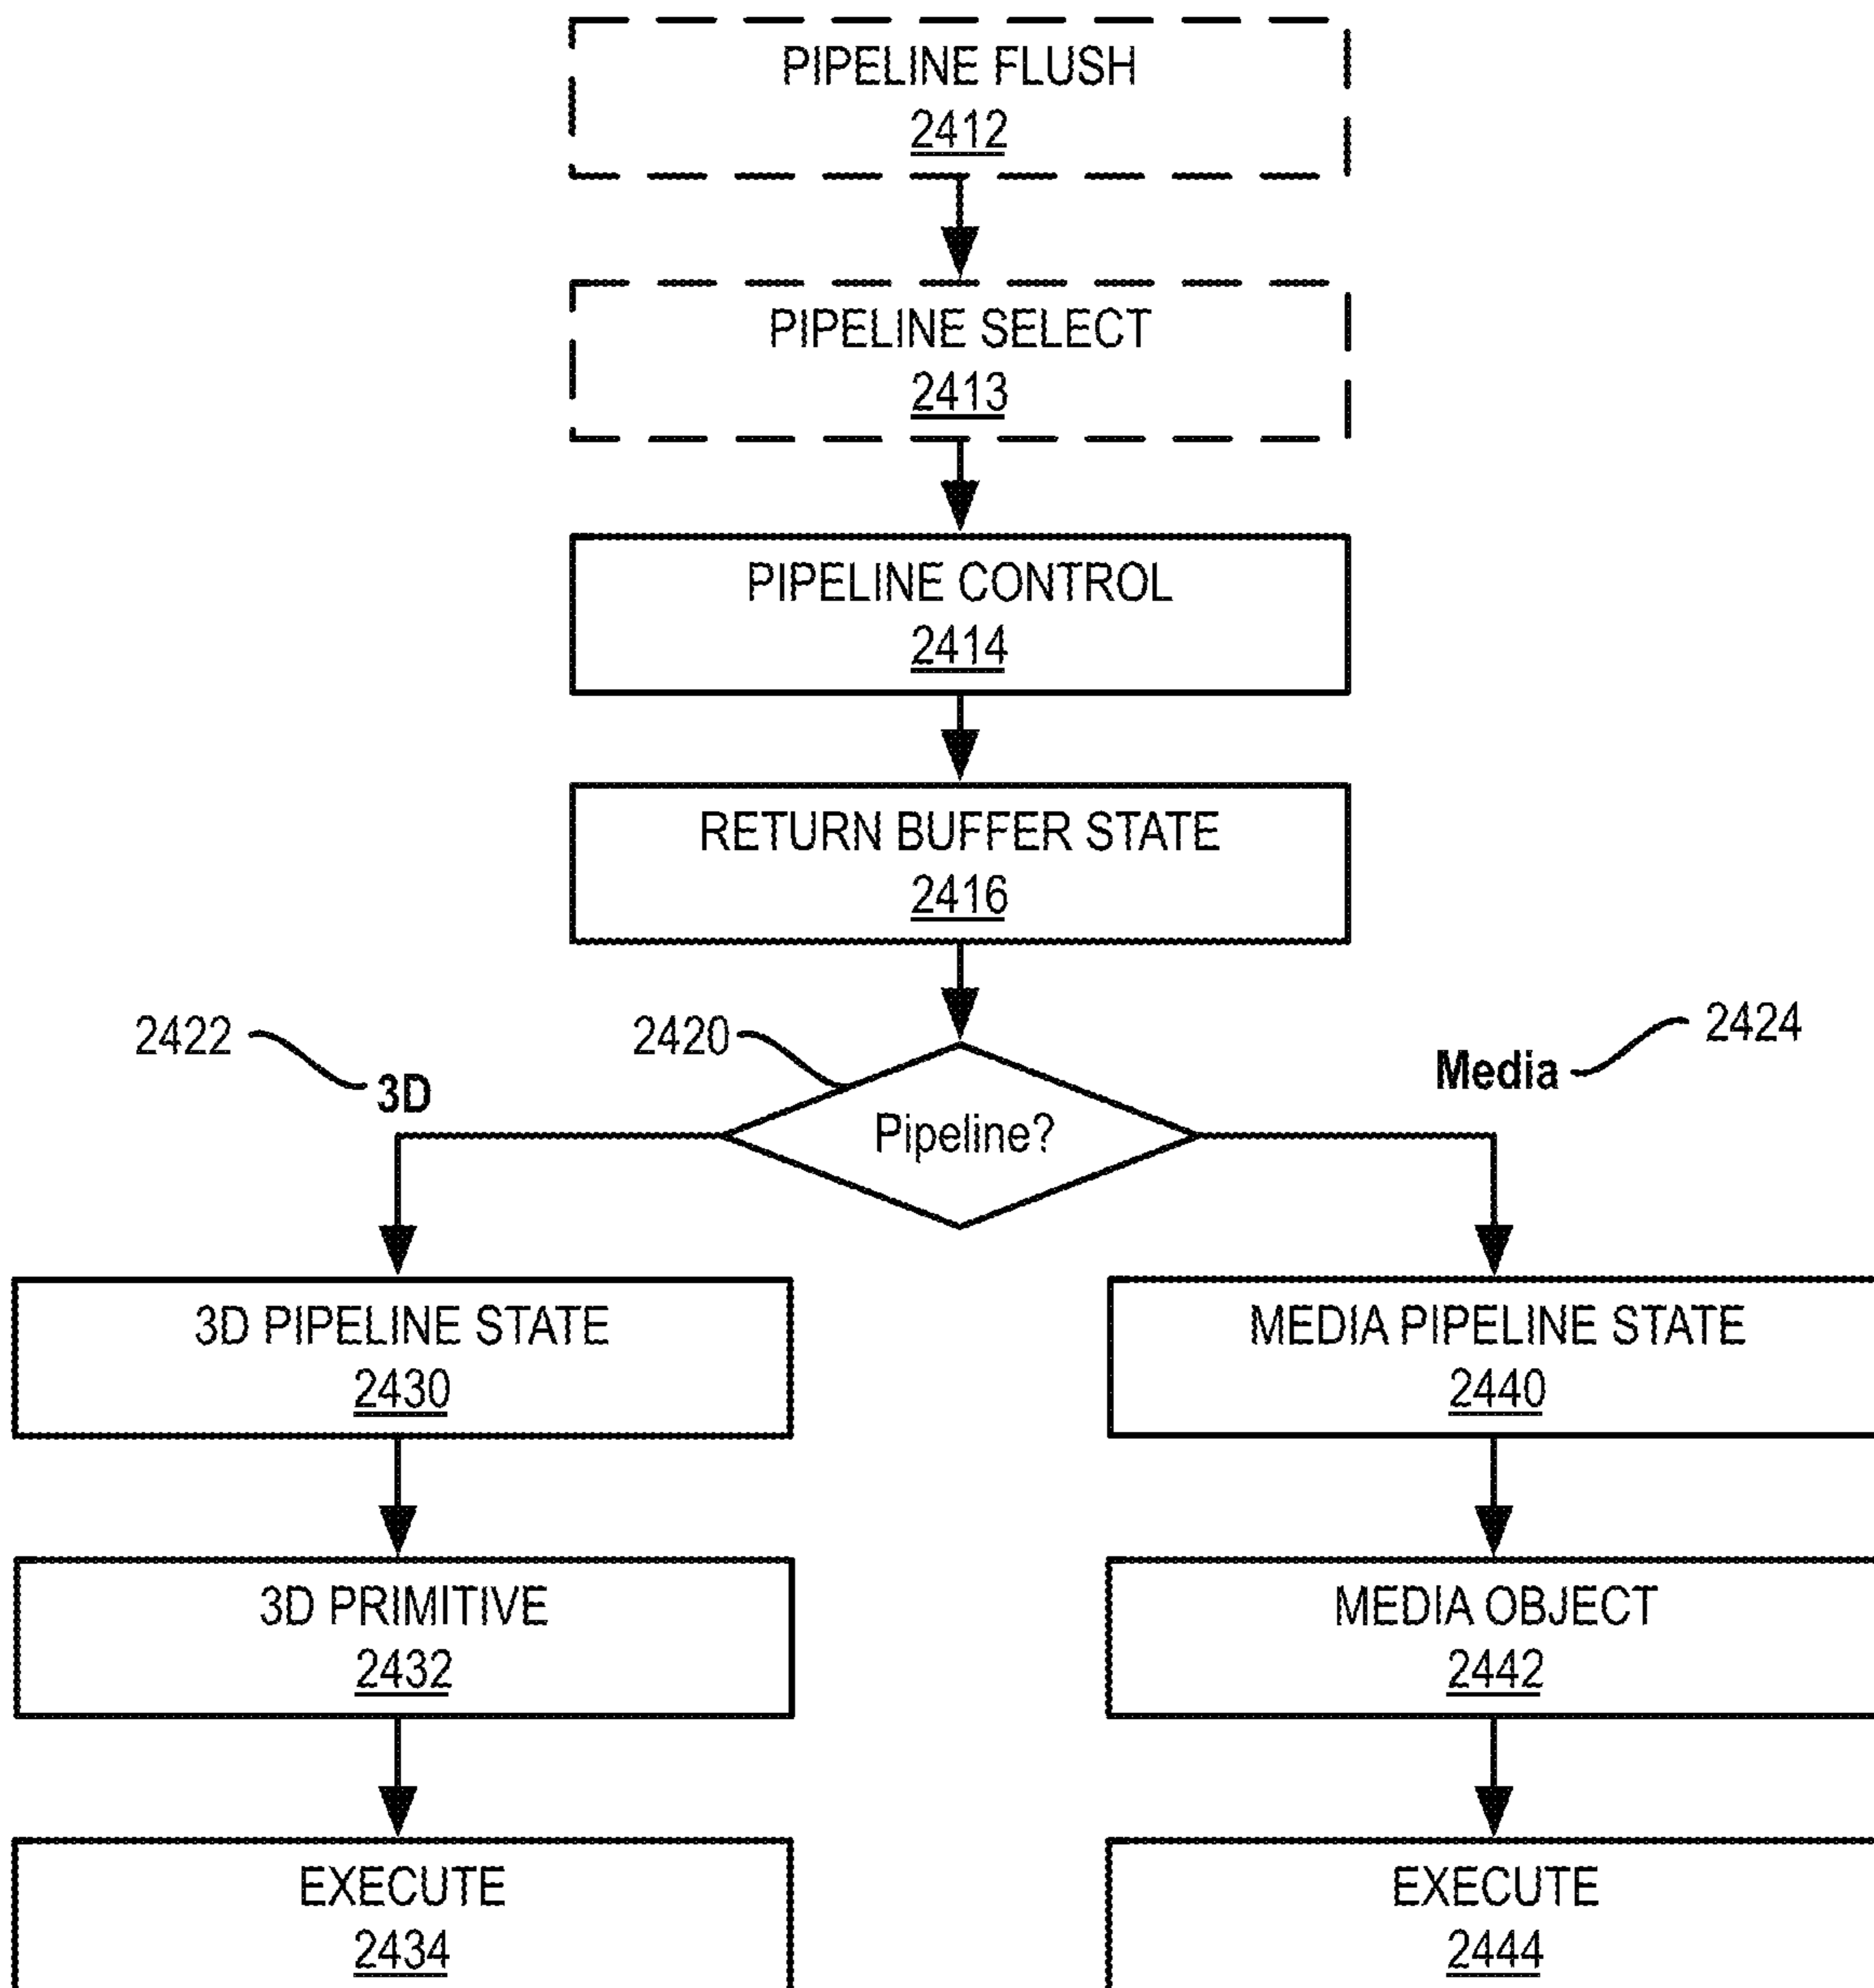 PIPELINE FLUSH
2412
PIPELINE SELECT
2413
PIPELINE CONTROL
2414
RETURN BUFFER STATE
2416
2422
2420
2424
3D
Media
Pipeline?
3D PIPELINE STATE
2430
MEDIA PIPELINE STATE
2440
3D PRIMITIVE
2432
MEDIA OBJECT
2442
EXECUTE
2434
EXECUTE
2444